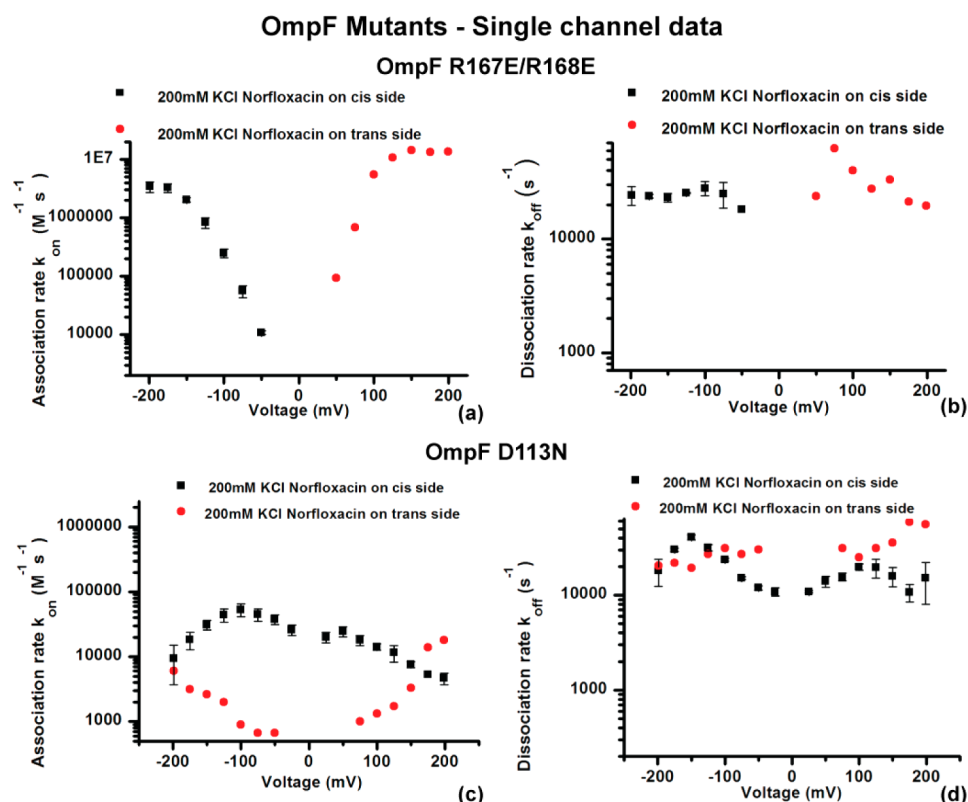 OmpF Mutants - Single channel data
OmpF R167E/R168E
200mM KCl Norfloxacin on cis side
200mM KCl Norfloxacin on trans side
Association rate k_on (M^-1 s^-1)
1E7
1000000
100000
10000
-200 -100 0 100 200
Voltage (mV)
(a)
200mM KCl Norfloxacin on cis side
200mM KCl Norfloxacin on trans side
Dissociation rate k_off (s^-1)
10000
1000
-200 -100 0 100 200
Voltage (mV)
(b)
OmpF D113N
200mM KCl Norfloxacin on cis side
200mM KCl Norfloxacin on trans side
Association rate k_on (M^-1 s^-1)
1000000
100000
10000
1000
-200 -100 0 100 200
Voltage (mV)
(c)
200mM KCl Norfloxacin on cis side
200mM KCl Norfloxacin on trans side
Dissociation rate k_off (s^-1)
10000
1000
-200 -100 0 100 200
Voltage (mV)
(d)